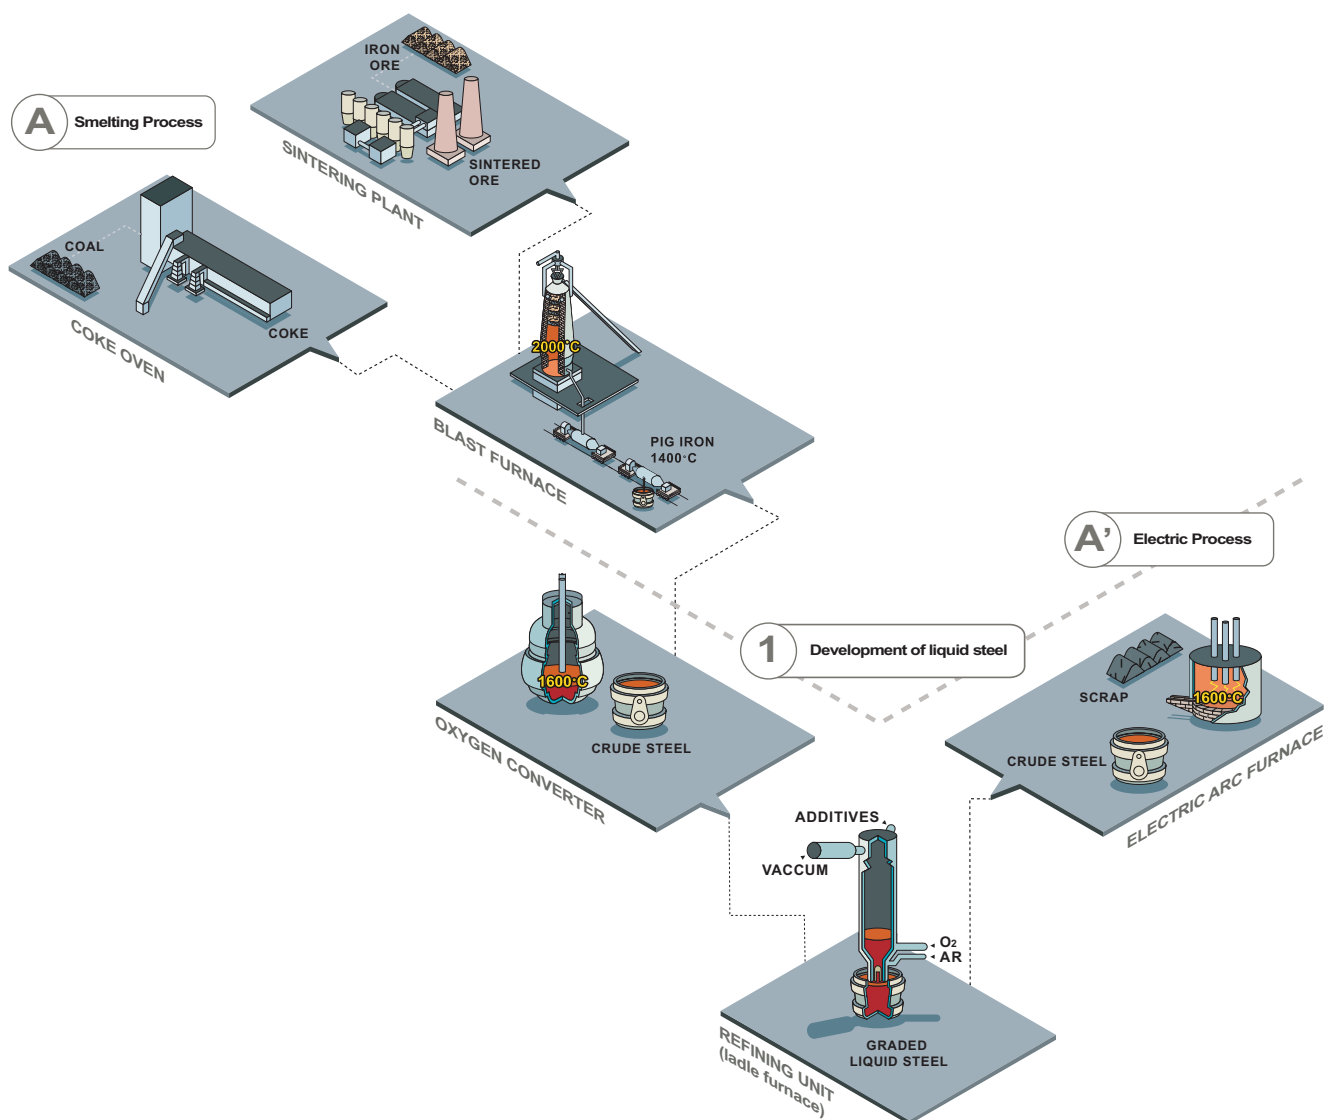 IRON
ORE
A
Smelting Process
SINTERED
ORE
SINTERING PLANT
COAL
COKE
COKE OVEN
2000°C
PIG IRON
1400°C
BLAST FURNACE
A’
Electric Process
1
Development of liquid steel
1600°C
CRUDE STEEL
OXYGEN CONVERTER
SCRAP
1600°C
CRUDE STEEL
ELECTRIC ARC FURNACE
ADDITIVES
VACCUM
O2
AR
GRADED
LIQUID STEEL
REFINING UNIT
(ladle furnace)